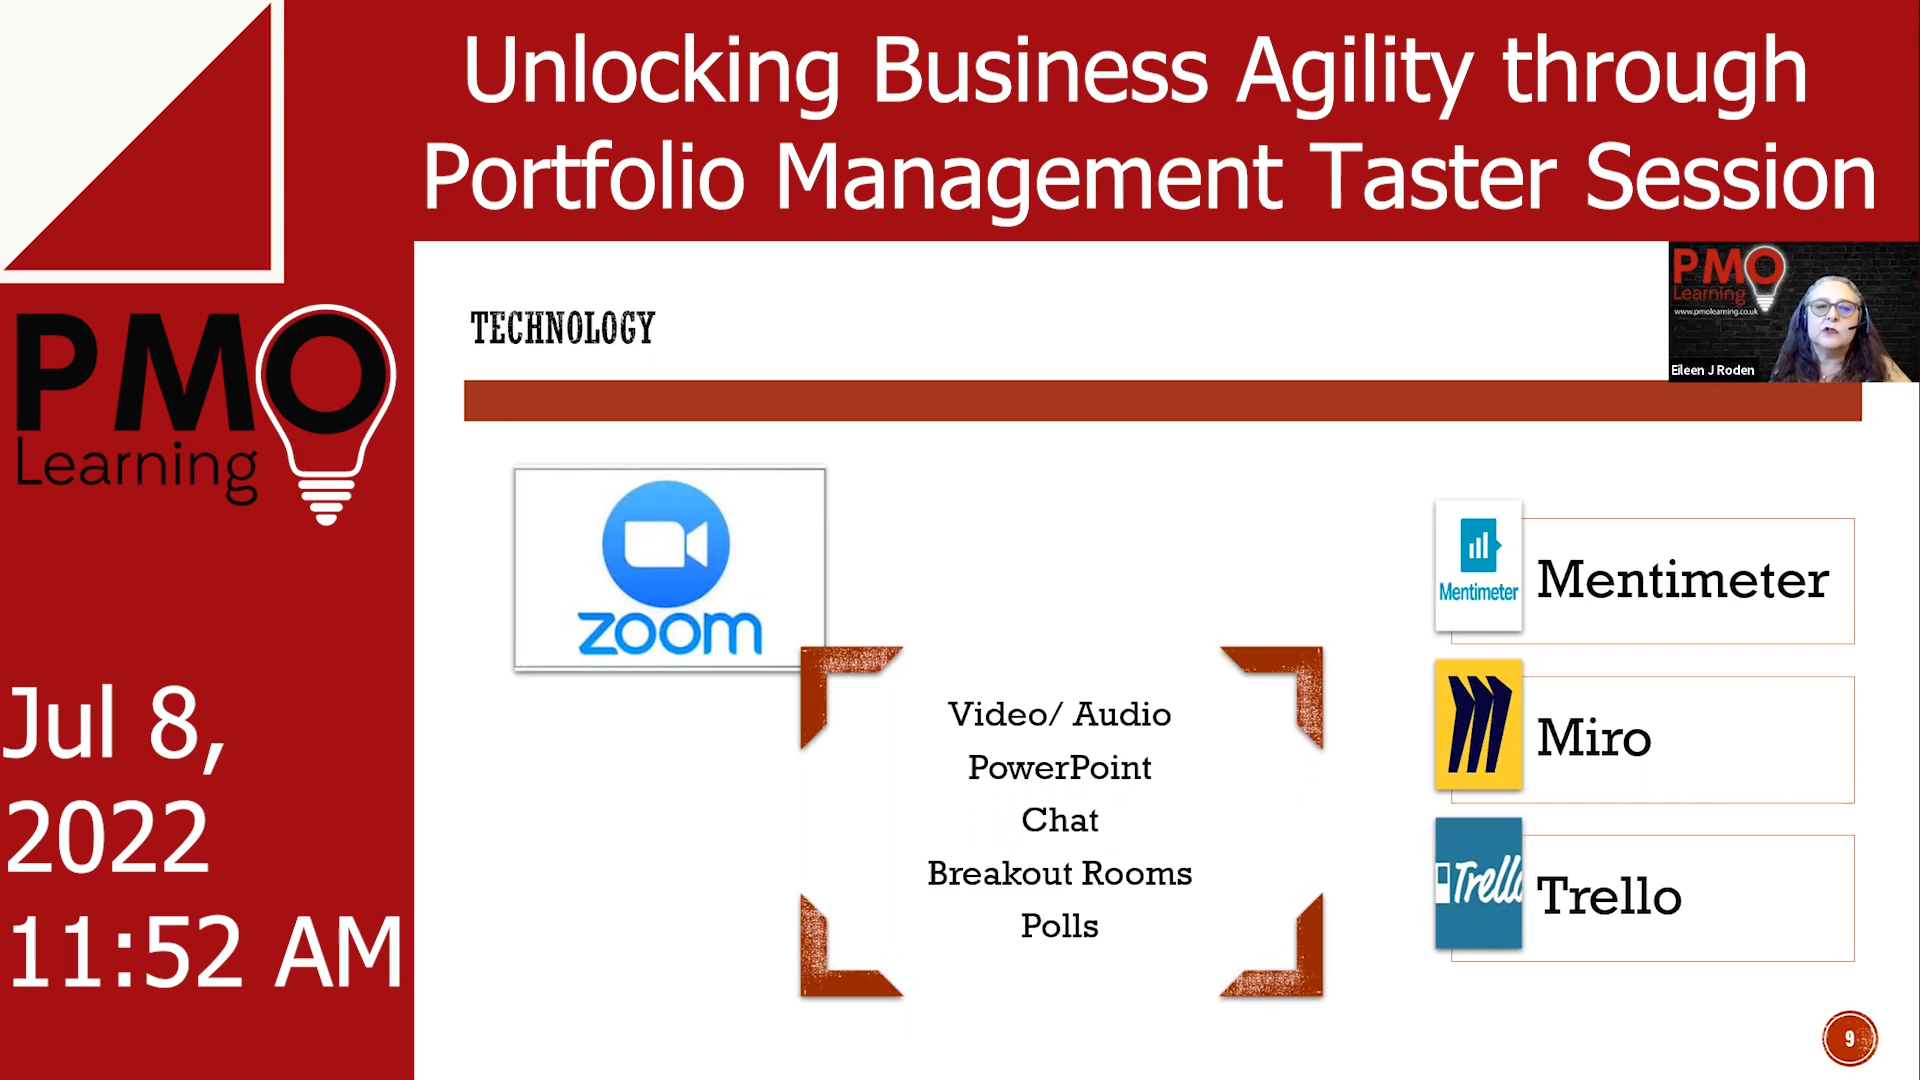 Unlocking Business Agility through
Portfolio Management Taster Session
PMO
Learning
Jul 8,
2022
11:52 AM
TECHNOLOGY
PMO
Learning
www.pmolearning.co.uk
Eileen J Roden
zoom
Video/ Audio
PowerPoint
Chat
Breakout Rooms
Polls
Mentimeter
Mentimeter
Miro
Trello
Trello
9